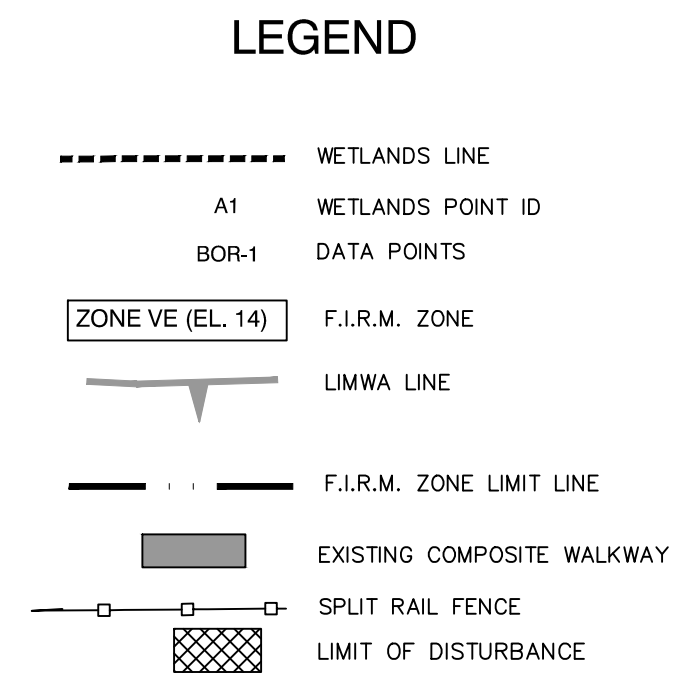 LEGEND
WETLANDS LINE
A1 WETLANDS POINT ID
BOR-1 DATA POINTS
ZONE VE (EL. 14) F.I.R.M. ZONE
LIMWA LINE
F.I.R.M. ZONE LIMIT LINE
EXISTING COMPOSITE WALKWAY
SPLIT RAIL FENCE
LIMIT OF DISTURBANCE